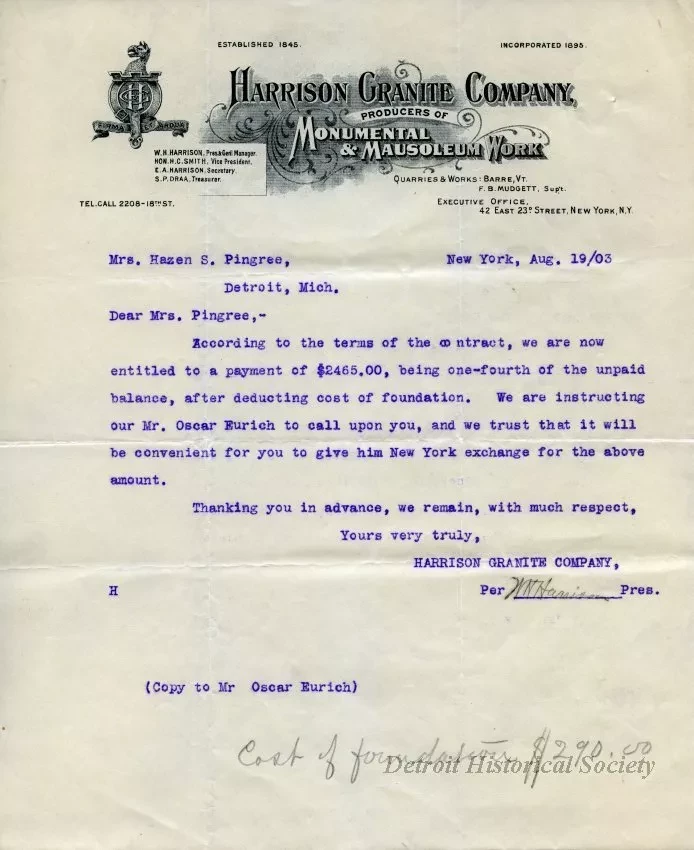 ESTABLISHED 1845.
INCORPORATED 1895.
HARRISON GRANITE COMPANY,
PRODUCERS OF
MONUMENTAL
& MAUSOLEUM WORK
W.H. HARRISON, Pres.& Genl Manager.
HON. H.C. SMITH, Vice President.
E.A. HARRISON, Secretary.
S.P. DRAA, Treasurer.
QUARRIES & WORKS: BARRE, VT.
F.B. MUDGETT, Sup't.
TEL. CALL 2208-18TH ST.
EXECUTIVE OFFICE,
42 EAST 23D STREET, NEW YORK, N.Y.
Mrs. Hazen S. Pingree, New York, Aug. 19/03
Detroit, Mich.
Dear Mrs. Pingree,-
According to the terms of the contract, we are now
entitled to a payment of $2465.00, being one-fourth of the unpaid
balance, after deducting cost of foundation. We are instructing
our Mr. Oscar Eurich to call upon you, and we trust that it will
be convenient for you to give him New York exchange for the above
amount.
Thanking you in advance, we remain, with much respect,
Yours very truly,
HARRISON GRANITE COMPANY,
H Per WH Harrison Pres.
(Copy to Mr Oscar Eurich)
Cost of foundation $290.00
Detroit Historical Society